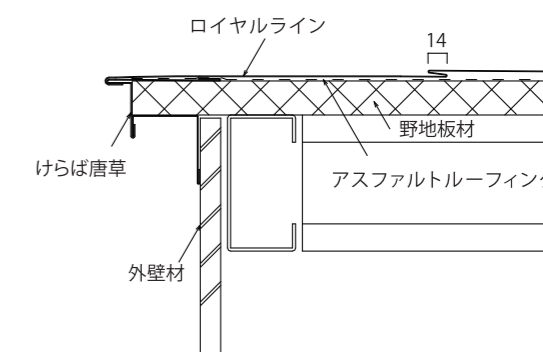 ロイヤルライン
14
野地板材
けらば唐草
アスファルトルーフィン
外壁材